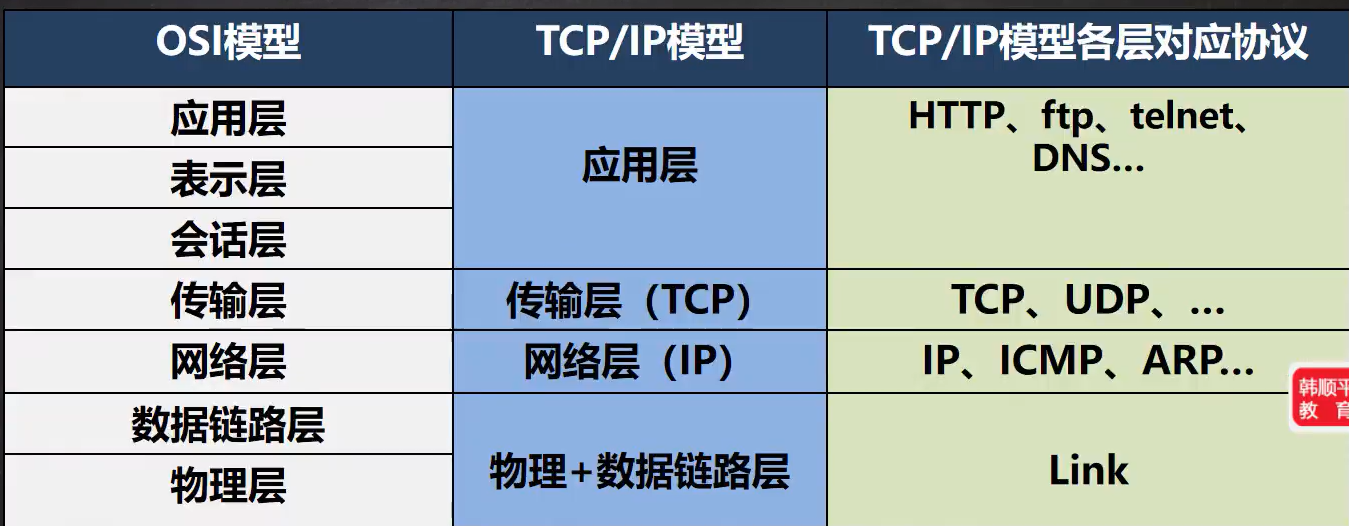 OSI模型
TCP/IP模型
TCP/IP模型各层对应协议
应用层
表示层
会话层
应用层
HTTP、ftp、telnet、
DNS...
传输层
传输层（TCP）
TCP、UDP、...
网络层
网络层（IP）
IP、ICMP、ARP...
数据链路层
物理层
物理+数据链路层
Link
韩顺平
教 育